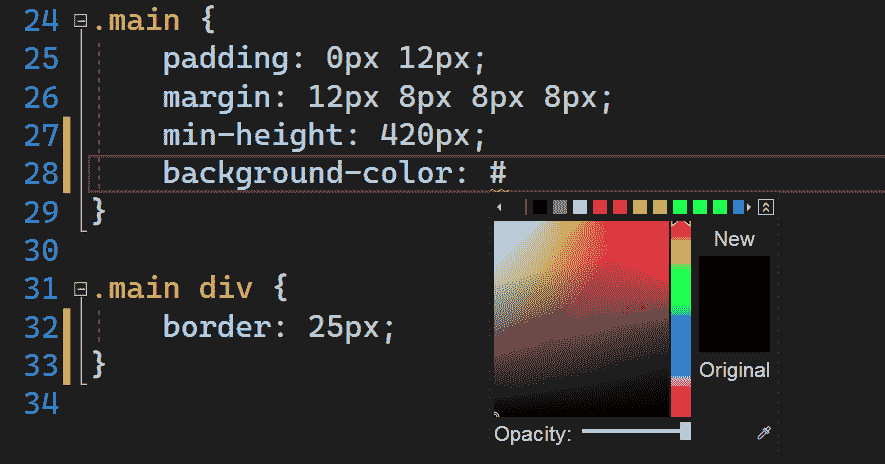 24 .main {
25 padding: 0px 12px;
26 margin: 12px 8px 8px 8px;
27 min-height: 420px;
28 background-color: #
29 }
30
31 .main div {
32 border: 25px;
33 }
34
New
Original
Opacity: